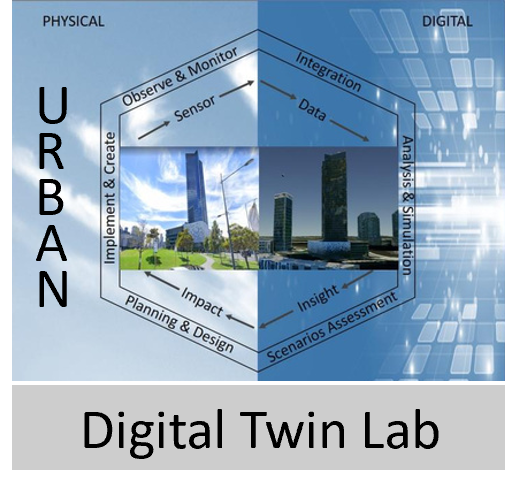 PHYSICAL
DIGITAL
URBAN
Observe & Monitor
Integration
Sensor
Data
Implement & Create
Analysis & Simulation
Impact
Insight
Planning & Design
Scenarios Assessment
Digital Twin Lab